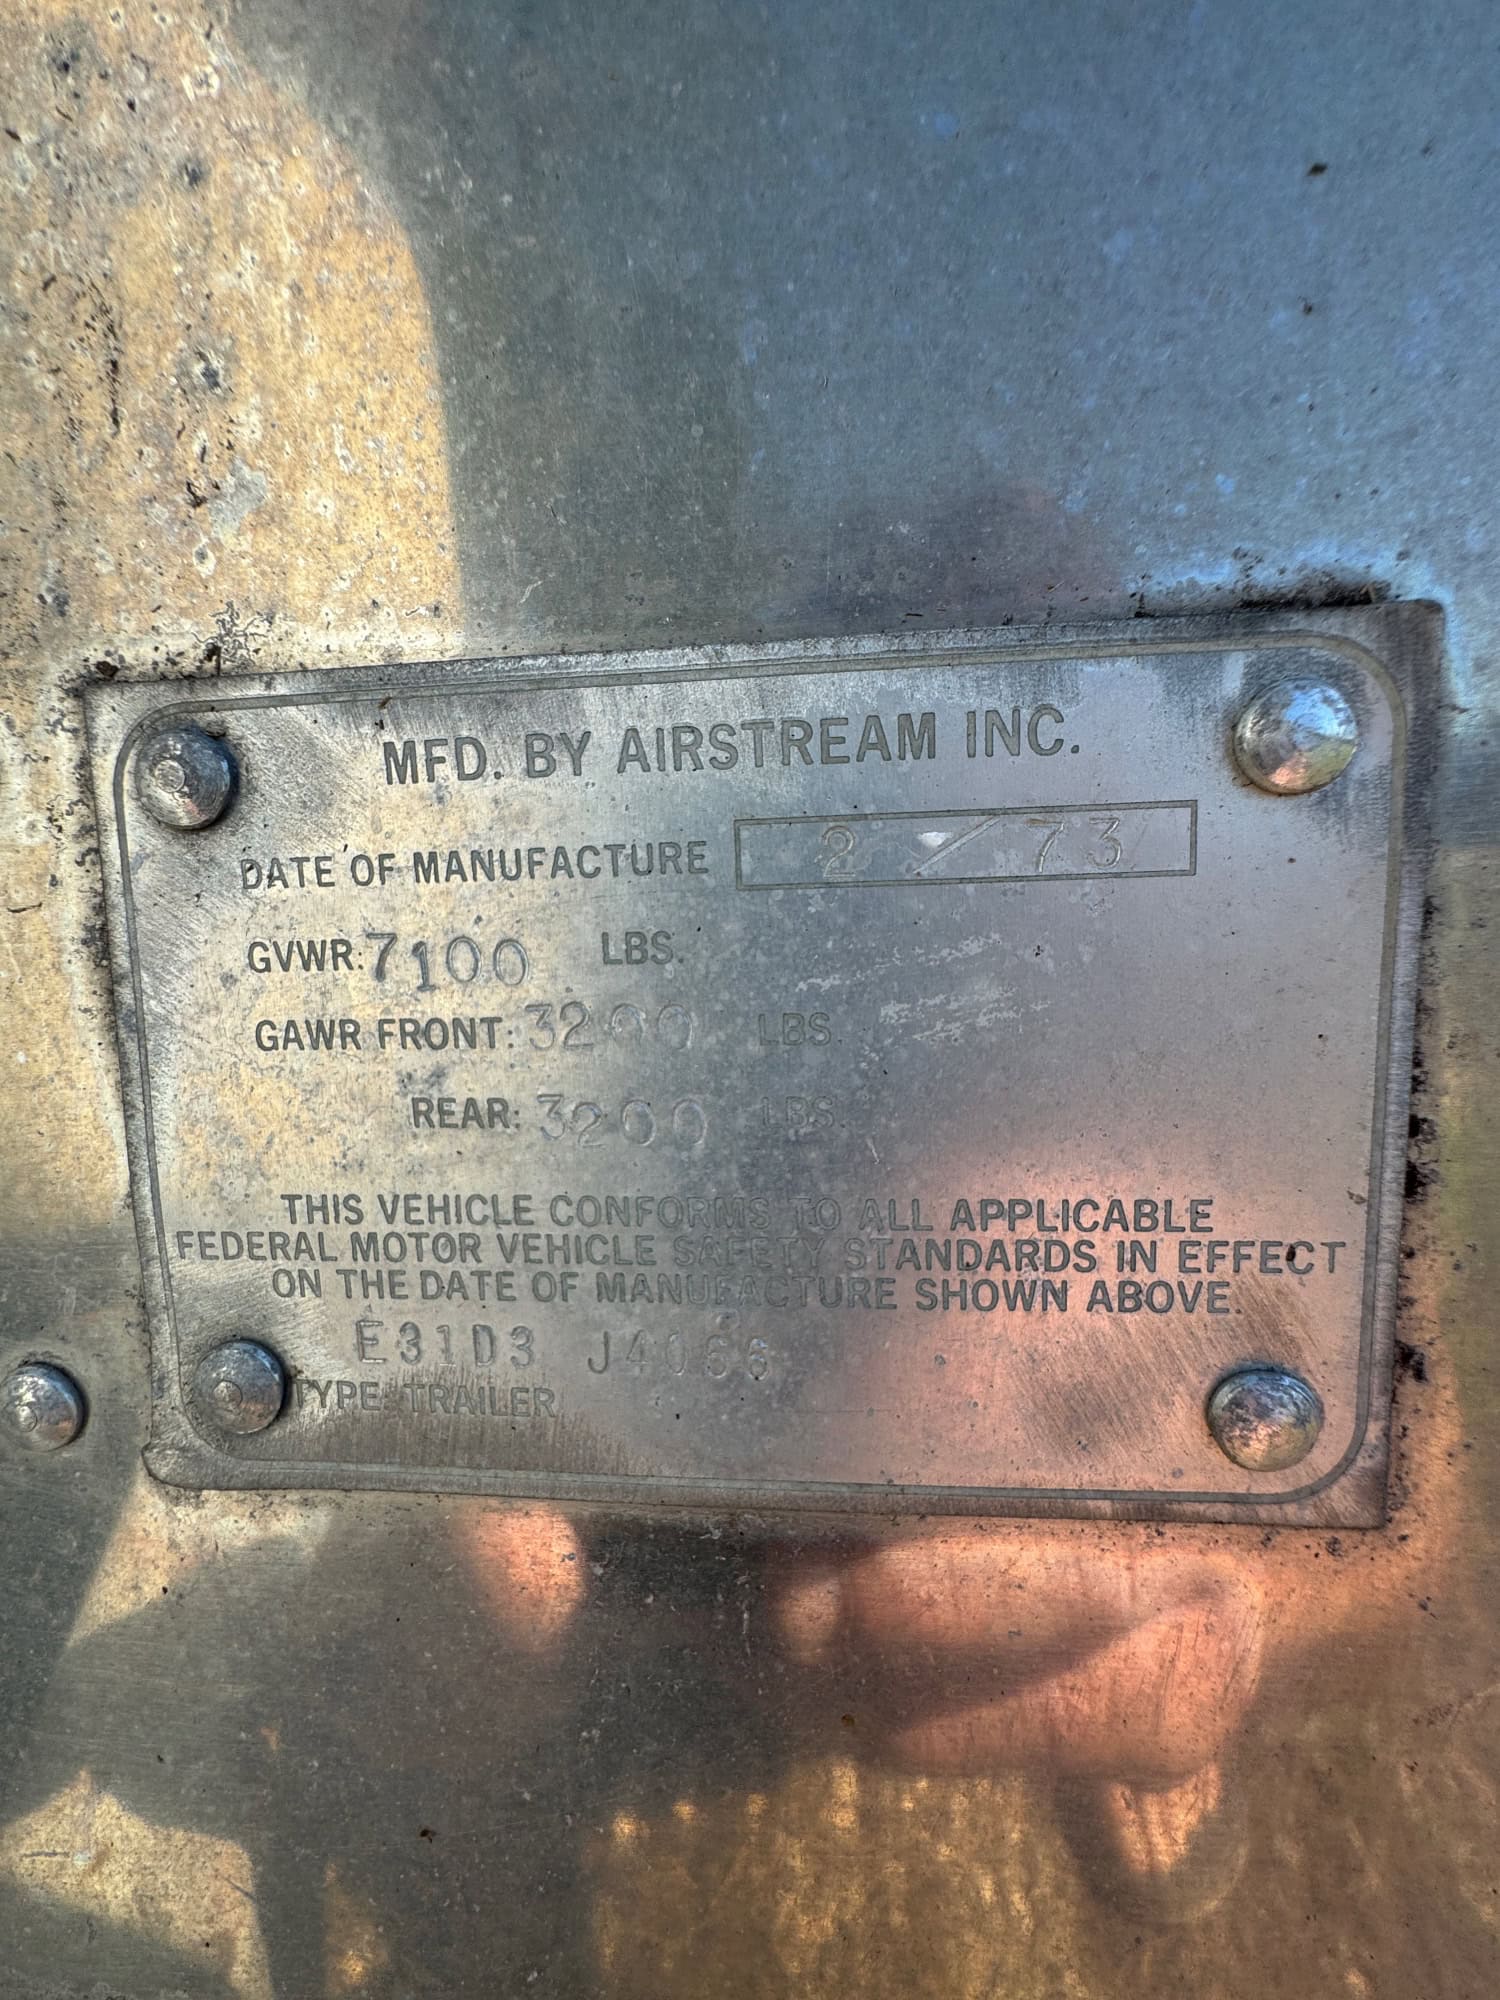 MFD. BY AIRSTREAM INC.
DATE OF MANUFACTURE 2 / 73
GVWR: 7100 LBS.
GAWR FRONT: 3200 LBS.
REAR: 3200 LBS.
THIS VEHICLE CONFORMS TO ALL APPLICABLE
FEDERAL MOTOR VEHICLE SAFETY STANDARDS IN EFFECT
ON THE DATE OF MANUFACTURE SHOWN ABOVE.
E31D3 J4066
TYPE TRAILER